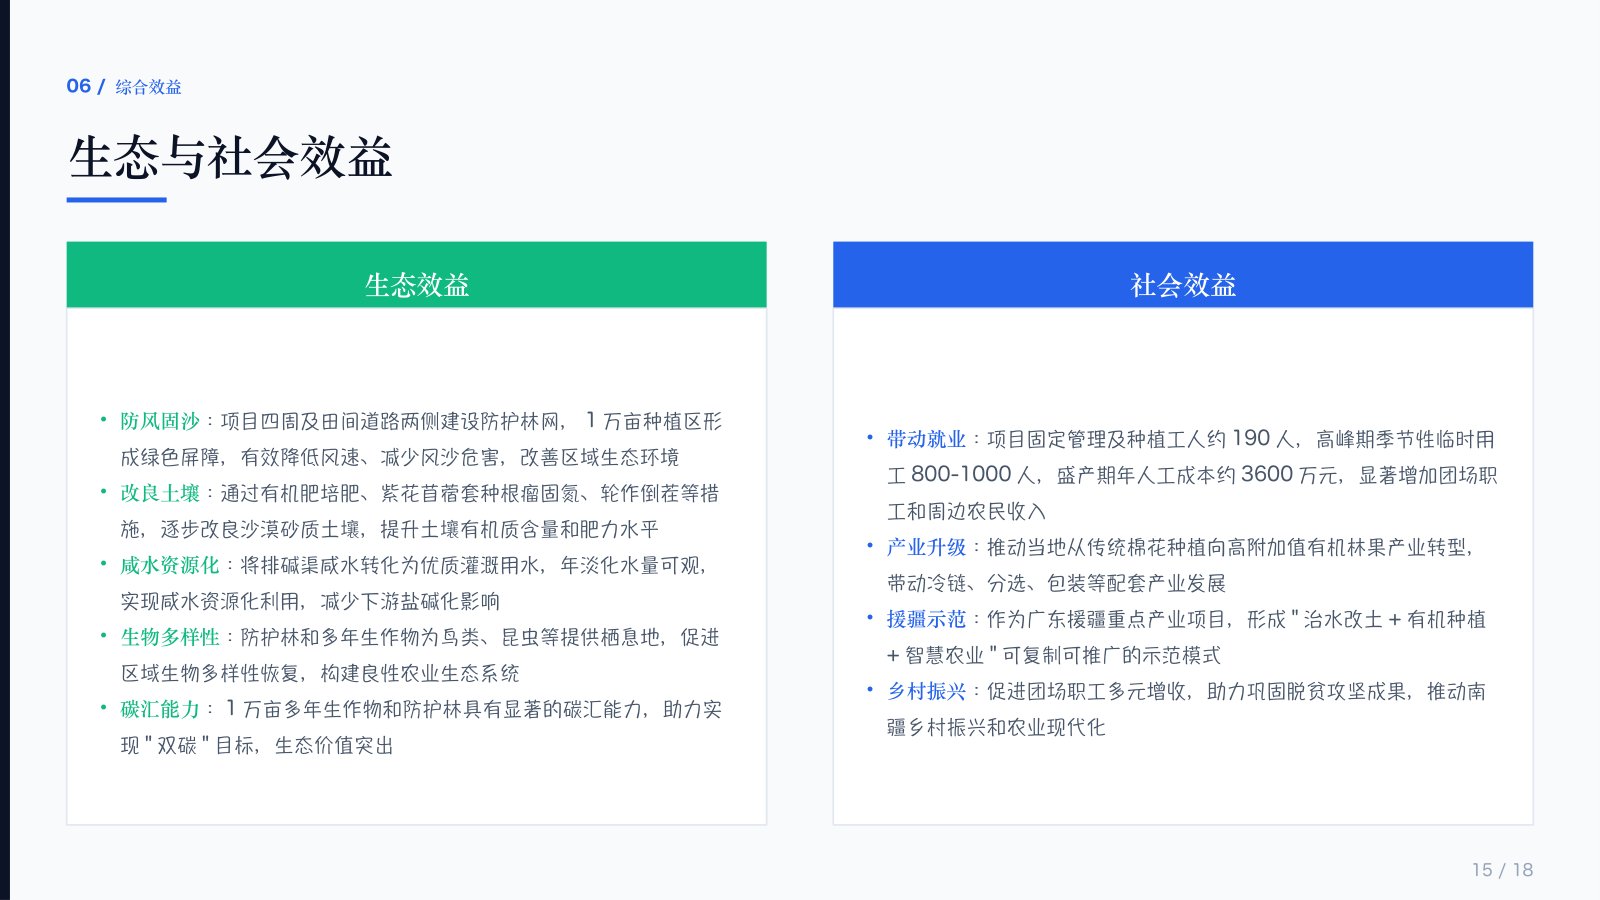 06 / 综合效益
生态与社会效益
生态效益
• 防风固沙：项目四周及田间道路两侧建设防护林网， 1 万亩种植区形
成绿色屏障，有效降低风速、减少风沙危害，改善区域生态环境
• 改良土壤：通过有机肥培肥、紫花苜蓿套种根瘤固氮、轮作倒茬等措
施，逐步改良沙漠砂质土壤，提升土壤有机质含量和肥力水平
• 咸水资源化：将排碱渠咸水转化为优质灌溉用水，年淡化水量可观，
实现咸水资源化利用，减少下游盐碱化影响
• 生物多样性：防护林和多年生作物为鸟类、昆虫等提供栖息地，促进
区域生物多样性恢复，构建良性农业生态系统
• 碳汇能力： 1 万亩多年生作物和防护林具有显著的碳汇能力，助力实
现 " 双碳 " 目标，生态价值突出
社会效益
• 带动就业：项目固定管理及种植工人约 190 人，高峰期季节性临时用
工 800-1000 人，盛产期年人工成本约 3600 万元，显著增加团场职
工和周边农民收入
• 产业升级：推动当地从传统棉花种植向高附加值有机林果产业转型，
带动冷链、分选、包装等配套产业发展
• 援疆示范：作为广东援疆重点产业项目，形成 " 治水改土 + 有机种植
+ 智慧农业 " 可复制可推广的示范模式
• 乡村振兴：促进团场职工多元增收，助力巩固脱贫攻坚成果，推动南
疆乡村振兴和农业现代化
15 / 18